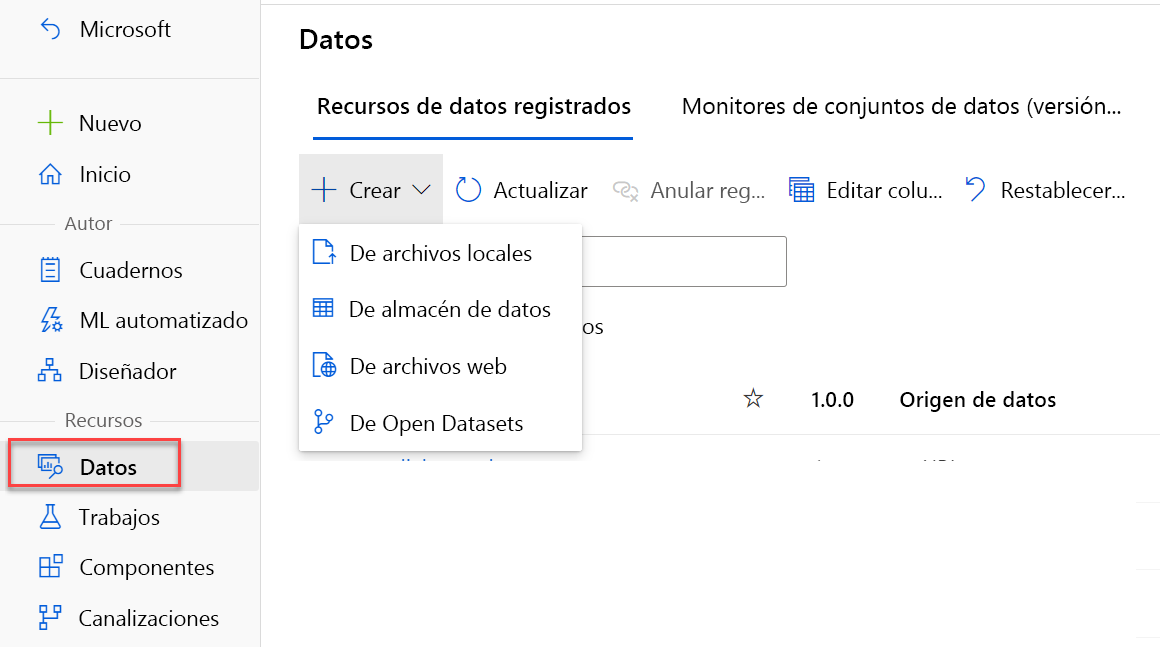 Microsoft
Nuevo
Inicio
Autor
Cuadernos
ML automatizado
Diseñador
Recursos
Datos
Trabajos
Componentes
Canalizaciones
Datos
Recursos de datos registrados
Monitores de conjuntos de datos (versión...
Crear
Actualizar
Anular reg...
Editar colu...
Restablecer...
De archivos locales
De almacén de datos
De archivos web
De Open Datasets
os
1.0.0
Origen de datos